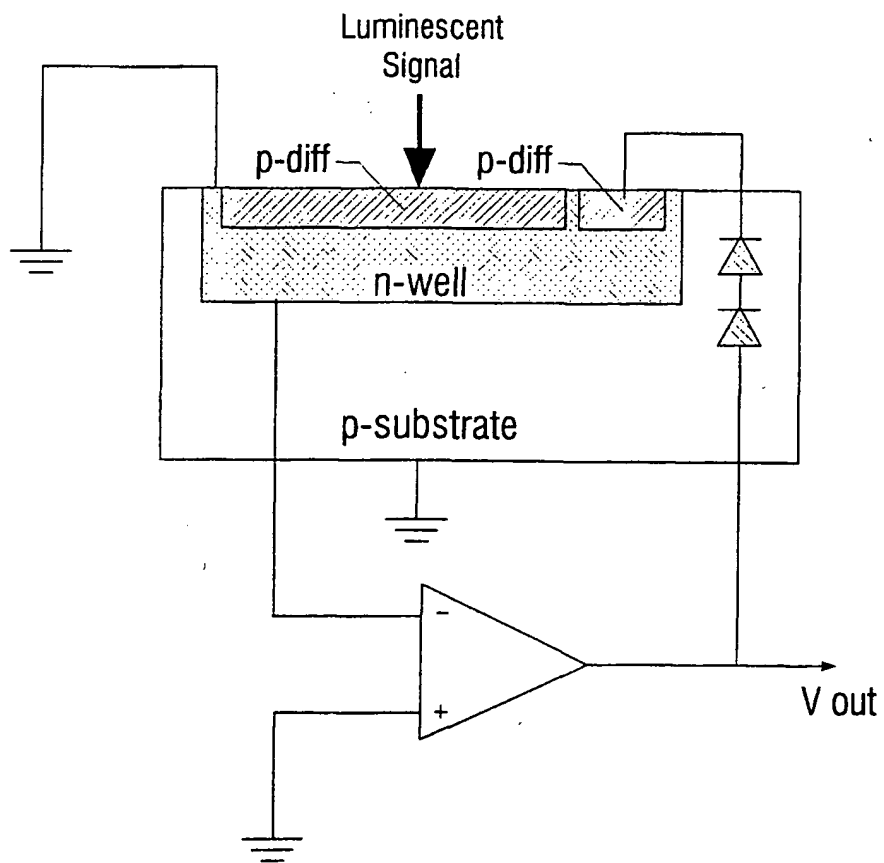 Luminescent
Signal
p-diff
p-diff
n-well
p-substrate
-
+
V out